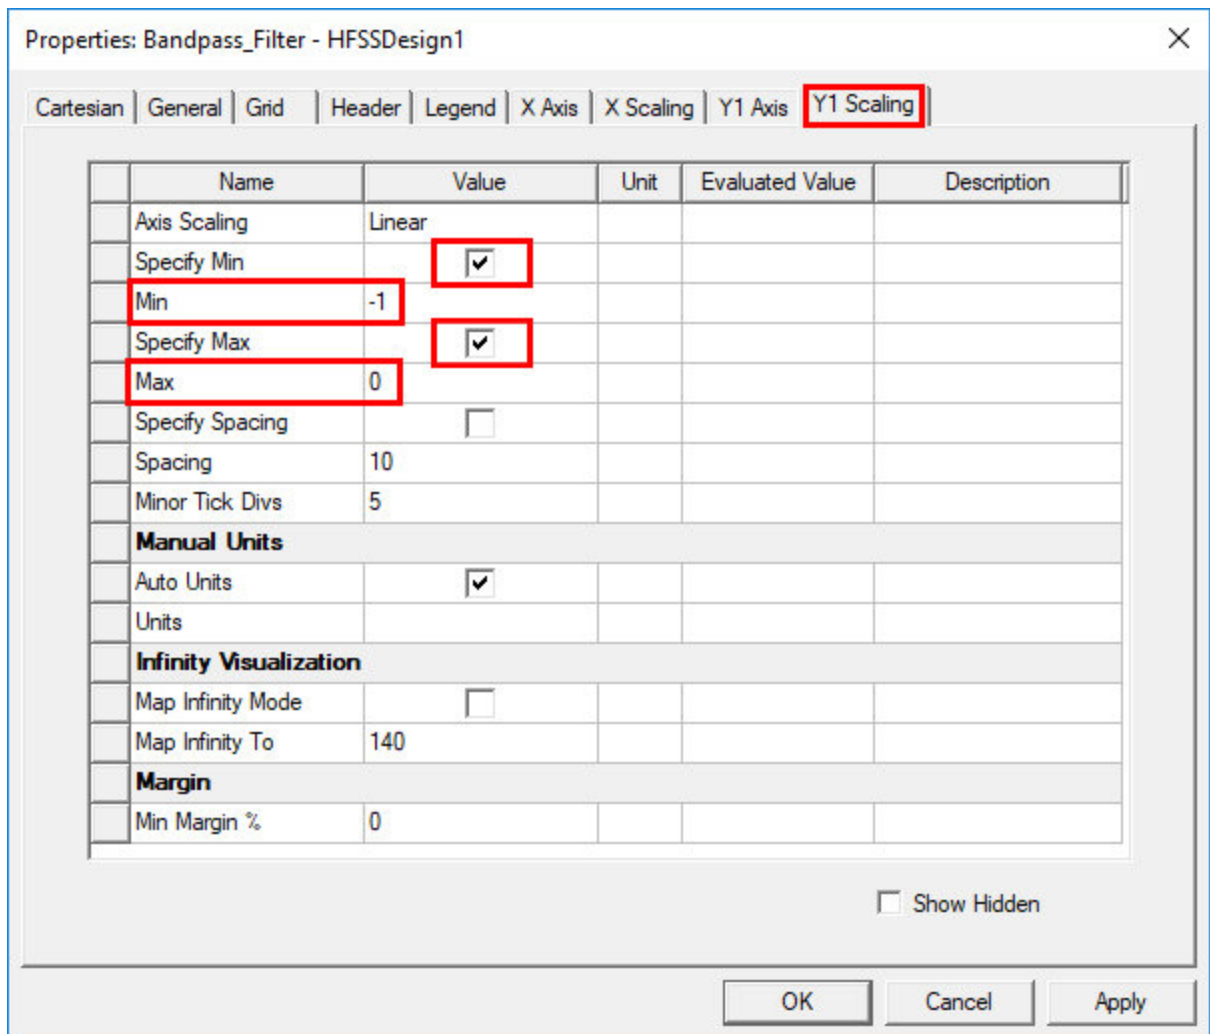 Properties: Bandpass_Filter - HFSSDesign1
Cartesian General Grid Header Legend X Axis X Scaling Y1 Axis Y1 Scaling
Name Value Unit Evaluated Value Description
Axis Scaling Linear
Specify Min
Min -1
Specify Max
Max 0
Specify Spacing
Spacing 10
Minor Tick Divs 5
Manual Units
Auto Units
Units
Infinity Visualization
Map Infinity Mode
Map Infinity To 140
Margin
Min Margin % 0
Show Hidden
OK Cancel Apply